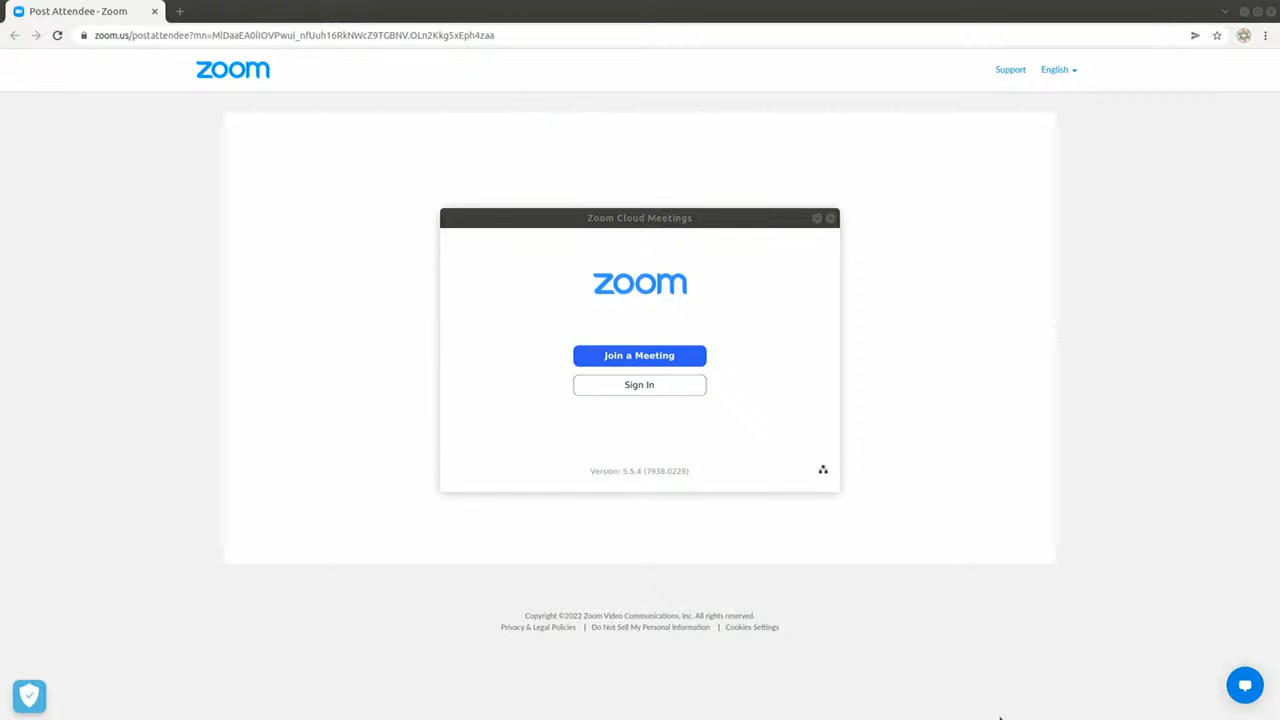 Post Attendee - Zoom
zoom.us/postattendee?mn=MlDaaEA0lIOVPwui_nfUuh16RkNWcZ9TGBNV.OLn2Kkg5xEph4zaa
zoom
Support
English
Zoom Cloud Meetings
zoom
Join a Meeting
Sign In
Version: 5.5.4 (7938.0228)
Copyright ©2022 Zoom Video Communications, Inc. All rights reserved.
Privacy & Legal Policies | Do Not Sell My Personal Information | Cookies Settings